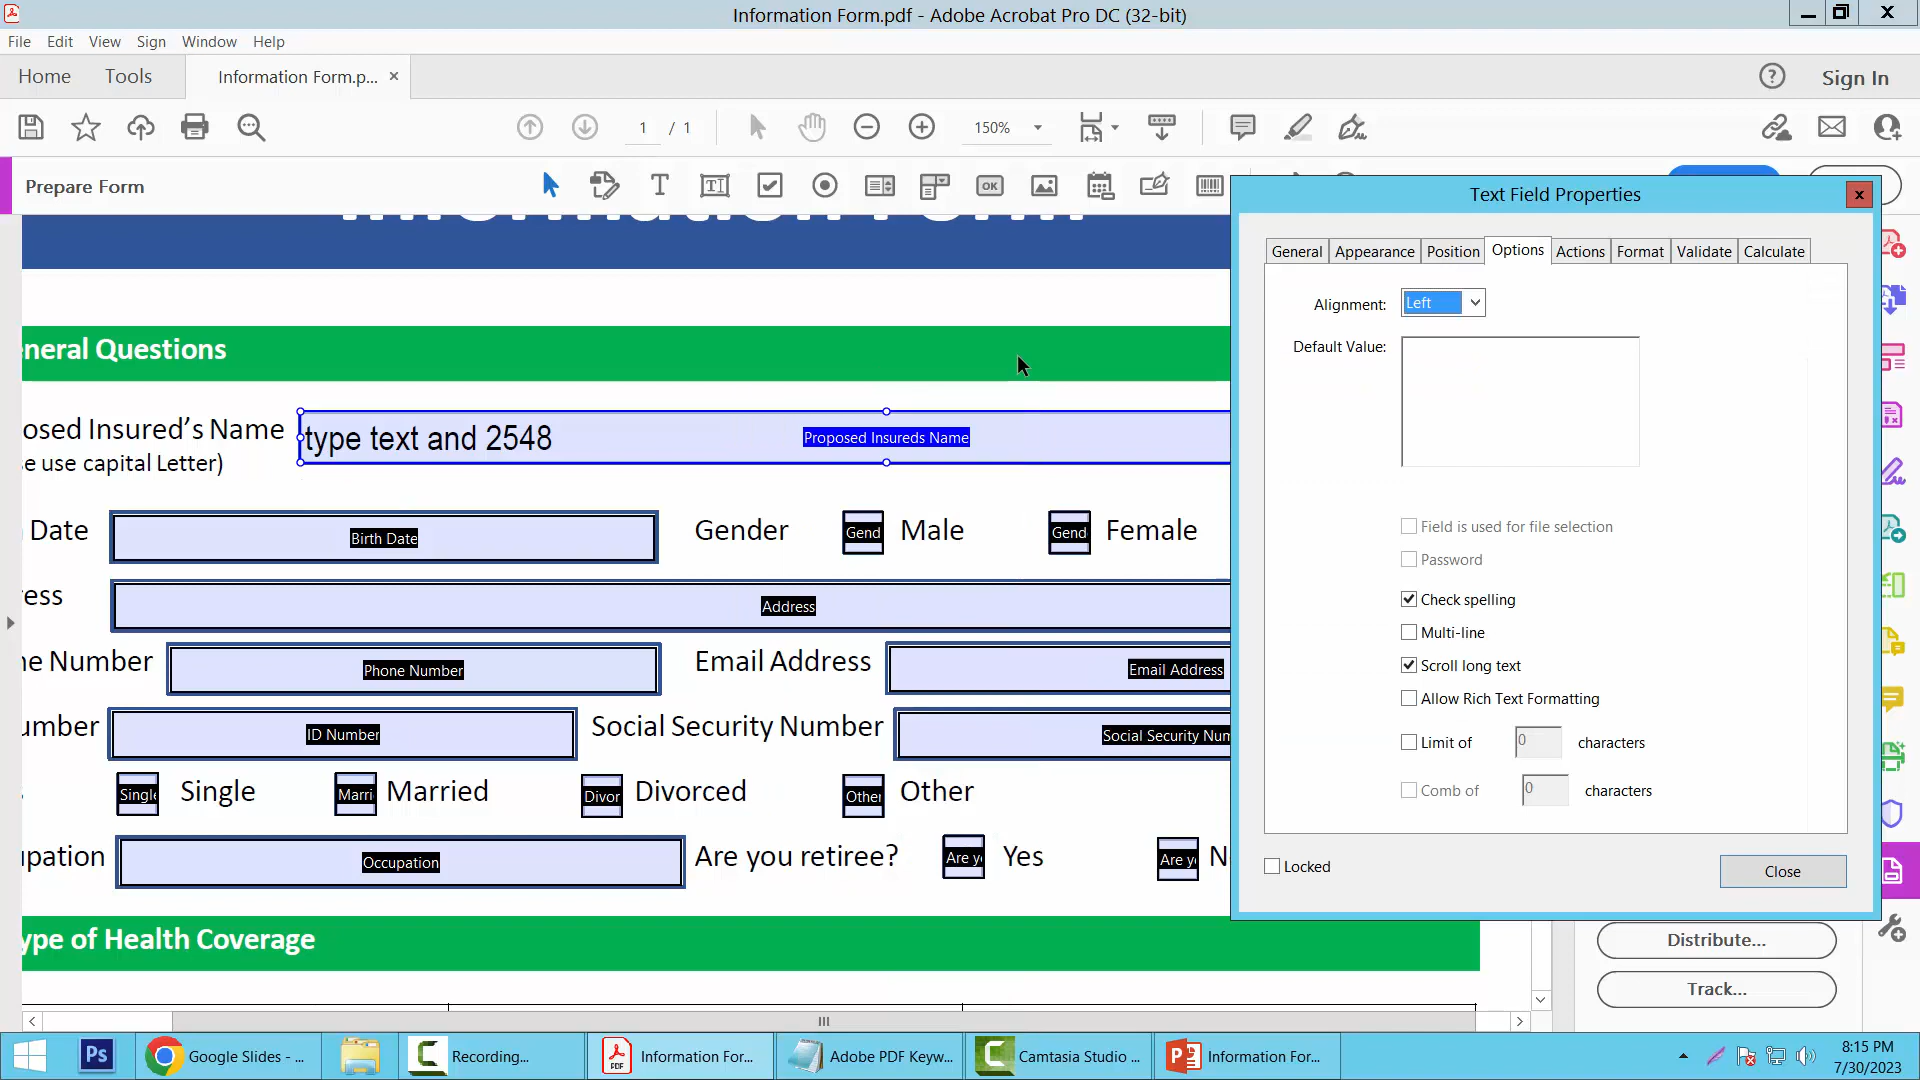 Information Form.pdf - Adobe Acrobat Pro DC (32-bit)
File Edit View Sign Window Help
Home Tools Information Form.p... × Sign In
1 / 1 150%
Prepare Form
OK
Text Field Properties
General Appearance Position Options Actions Format Validate Calculate
Alignment: Left
Default Value:
Field is used for file selection
Password
Check spelling
Multi-line
Scroll long text
Allow Rich Text Formatting
Limit of 0 characters
Comb of 0 characters
Locked
Close
eneral Questions
osed Insured's Name type text and 2548 Proposed Insureds Name
e use capital Letter)
Date Birth Date Gender Gend Male Gend Female
ess Address
ne Number Phone Number Email Address Email Address
umber ID Number Social Security Number Social Security Num
Single Single Marri Married Divor Divorced Other Other
upation Occupation Are you retiree? Are y Yes Are y N
ype of Health Coverage
Distribute...
Track...
Ps Google Slides - ... Recording... Information For... Adobe PDF Keyw... Camtasia Studio ... Information For...
8:15 PM
7/30/2023